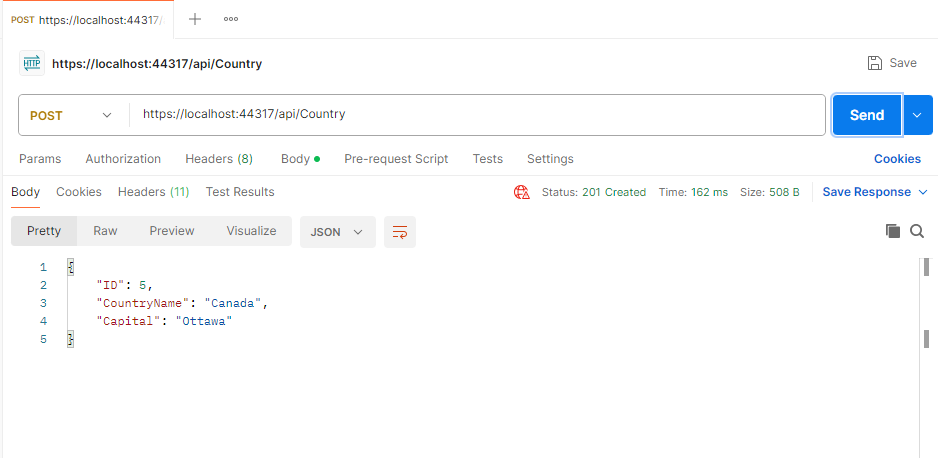 POST https://localhost:44317/
HTTP https://localhost:44317/api/Country Save
POST https://localhost:44317/api/Country Send
Params Authorization Headers (8) Body Pre-request Script Tests Settings Cookies
Body Cookies Headers (11) Test Results Status: 201 Created Time: 162 ms Size: 508 B Save Response
Pretty Raw Preview Visualize JSON
1 {
2 "ID": 5,
3 "CountryName": "Canada",
4 "Capital": "Ottawa"
5 }